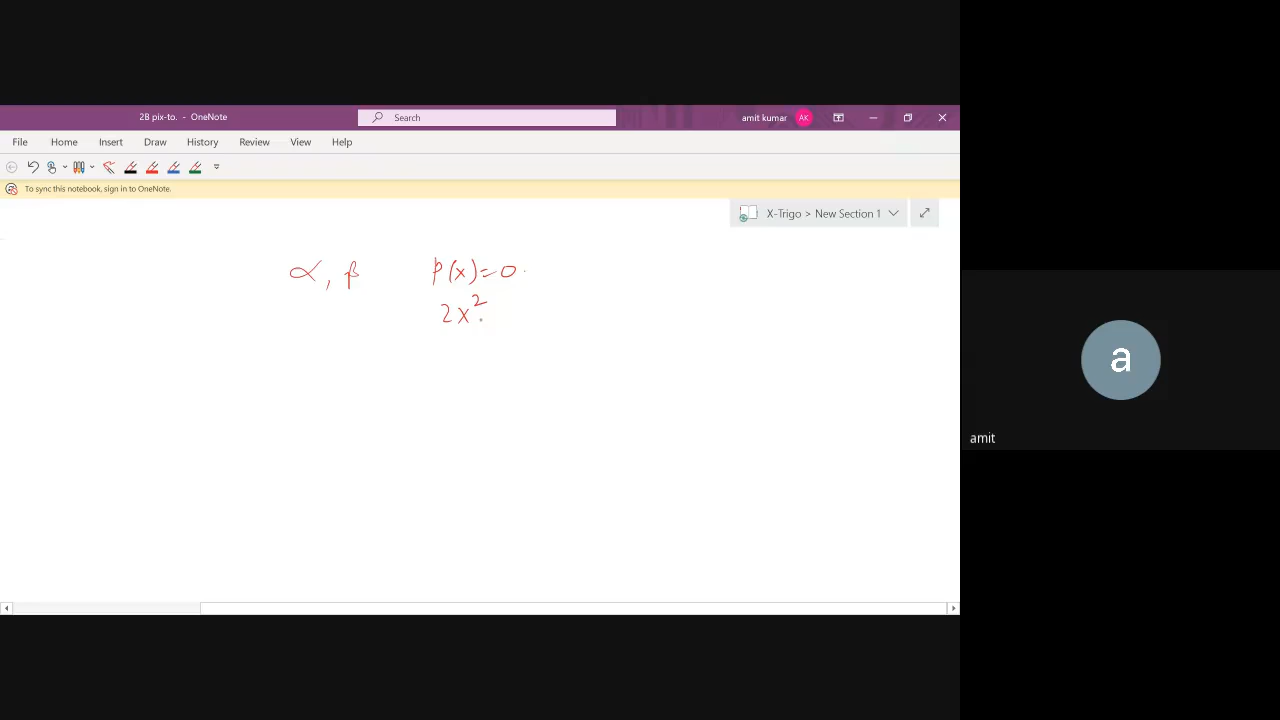 2B pix-to. - OneNote
Search
amit kumar AK
File Home Insert Draw History Review View Help
To sync this notebook, sign in to OneNote.
X-Trigo > New Section 1
α, β p(x)=0.
2x²
a
amit